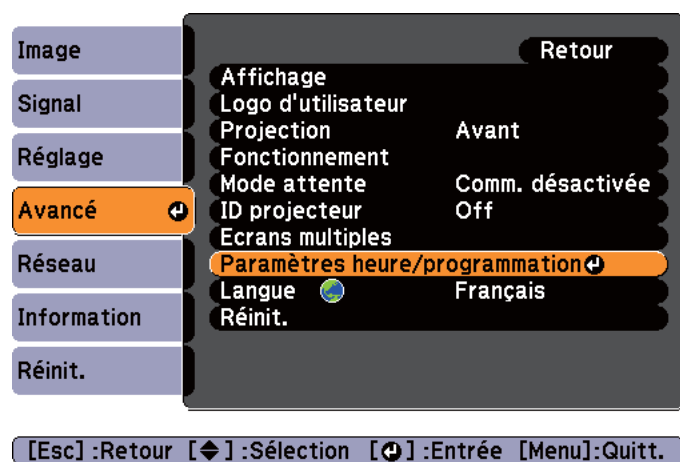 Image
Signal
Réglage
Avancé
Réseau
Information
Réinit.
Retour
Affichage
Logo d'utilisateur
Projection Avant
Fonctionnement
Mode attente Comm. désactivée
ID projecteur Off
Ecrans multiples
Paramètres heure/programmation
Langue Français
Réinit.
[Esc] :Retour [◆] :Sélection [↵] :Entrée [Menu]:Quitt.